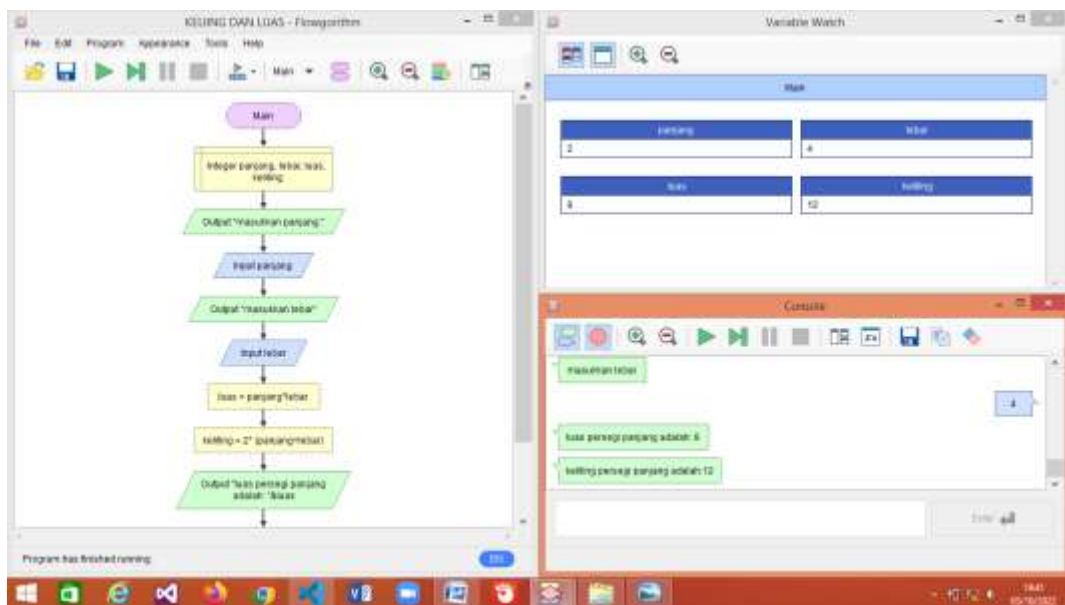 KELIING DAN LUAS - Flowgorithm
File Edit Program Appearance Tools Help
Main
Main
Integer panjang, lebar, luas,
keliling
Output "masukkan panjang:"
Input panjang
Output "masukkan lebar"
Input lebar
luas = panjang*lebar
keliling = 2* (panjang+lebar)
Output "luas persegi panjang
adalah: "&luas
Program has finished running
Variable Watch
Main
panjang
lebar
2
4
luas
keliling
8
12
Console
masukkan lebar
4
luas persegi panjang adalah: 8
keliling persegi panjang adalah: 12
Enter